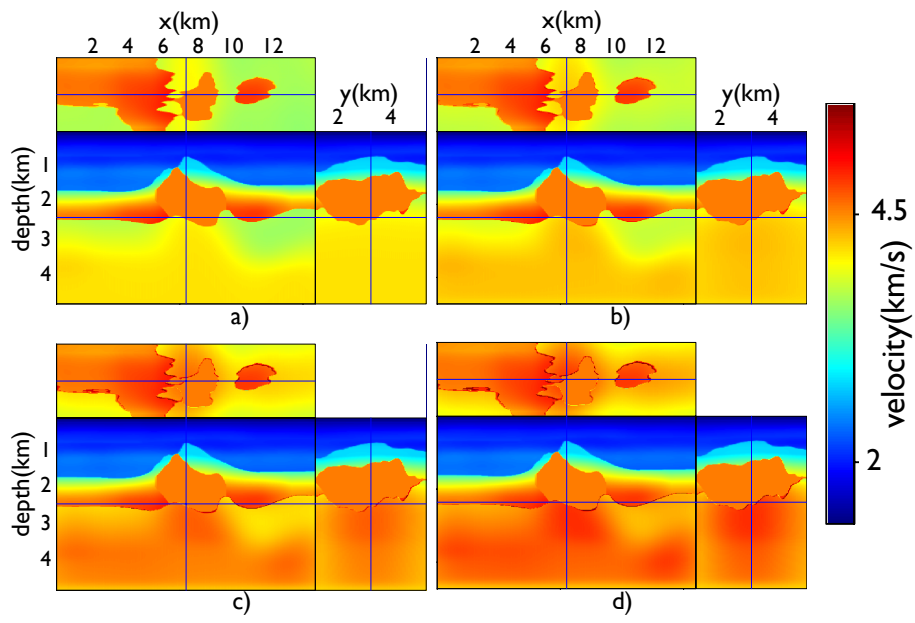 x(km) x(km)
2 4 6 8 10 12 2 4 6 8 10 12
y(km) y(km)
2 4 2 4
depth(km)
1
2
3
4
a) b)
4.5
2
velocity(km/s)
depth(km)
1
2
3
4
c) d)